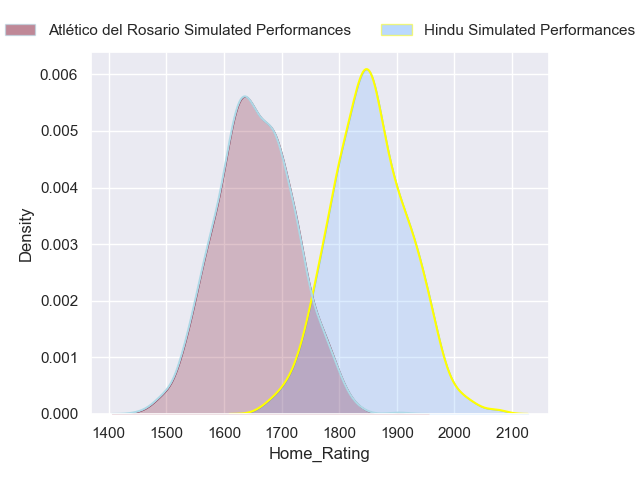 Atlético del Rosario Simulated Performances Hindu Simulated Performances
0.006
0.005
0.004
0.003
0.002
0.001
0.000
Density
1400 1500 1600 1700 1800 1900 2000 2100
Home_Rating